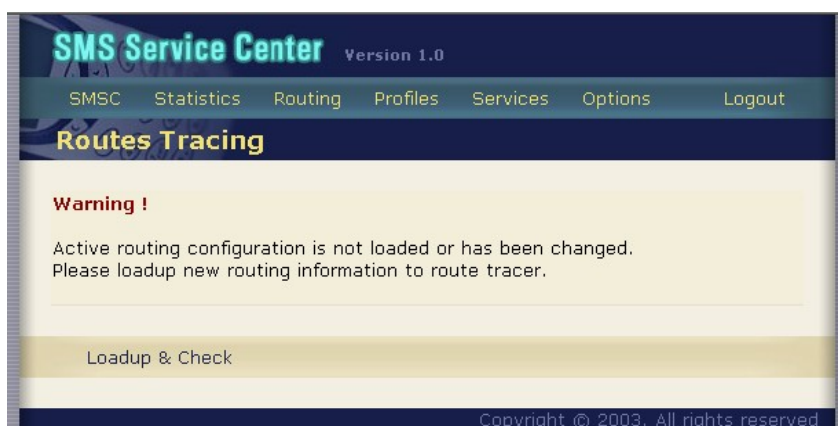 SMS Service Center Version 1.0
SMSC Statistics Routing Profiles Services Options Logout
Routes Tracing
Warning !
Active routing configuration is not loaded or has been changed.
Please loadup new routing information to route tracer.
Loadup & Check
Copyright © 2003. All rights reserved